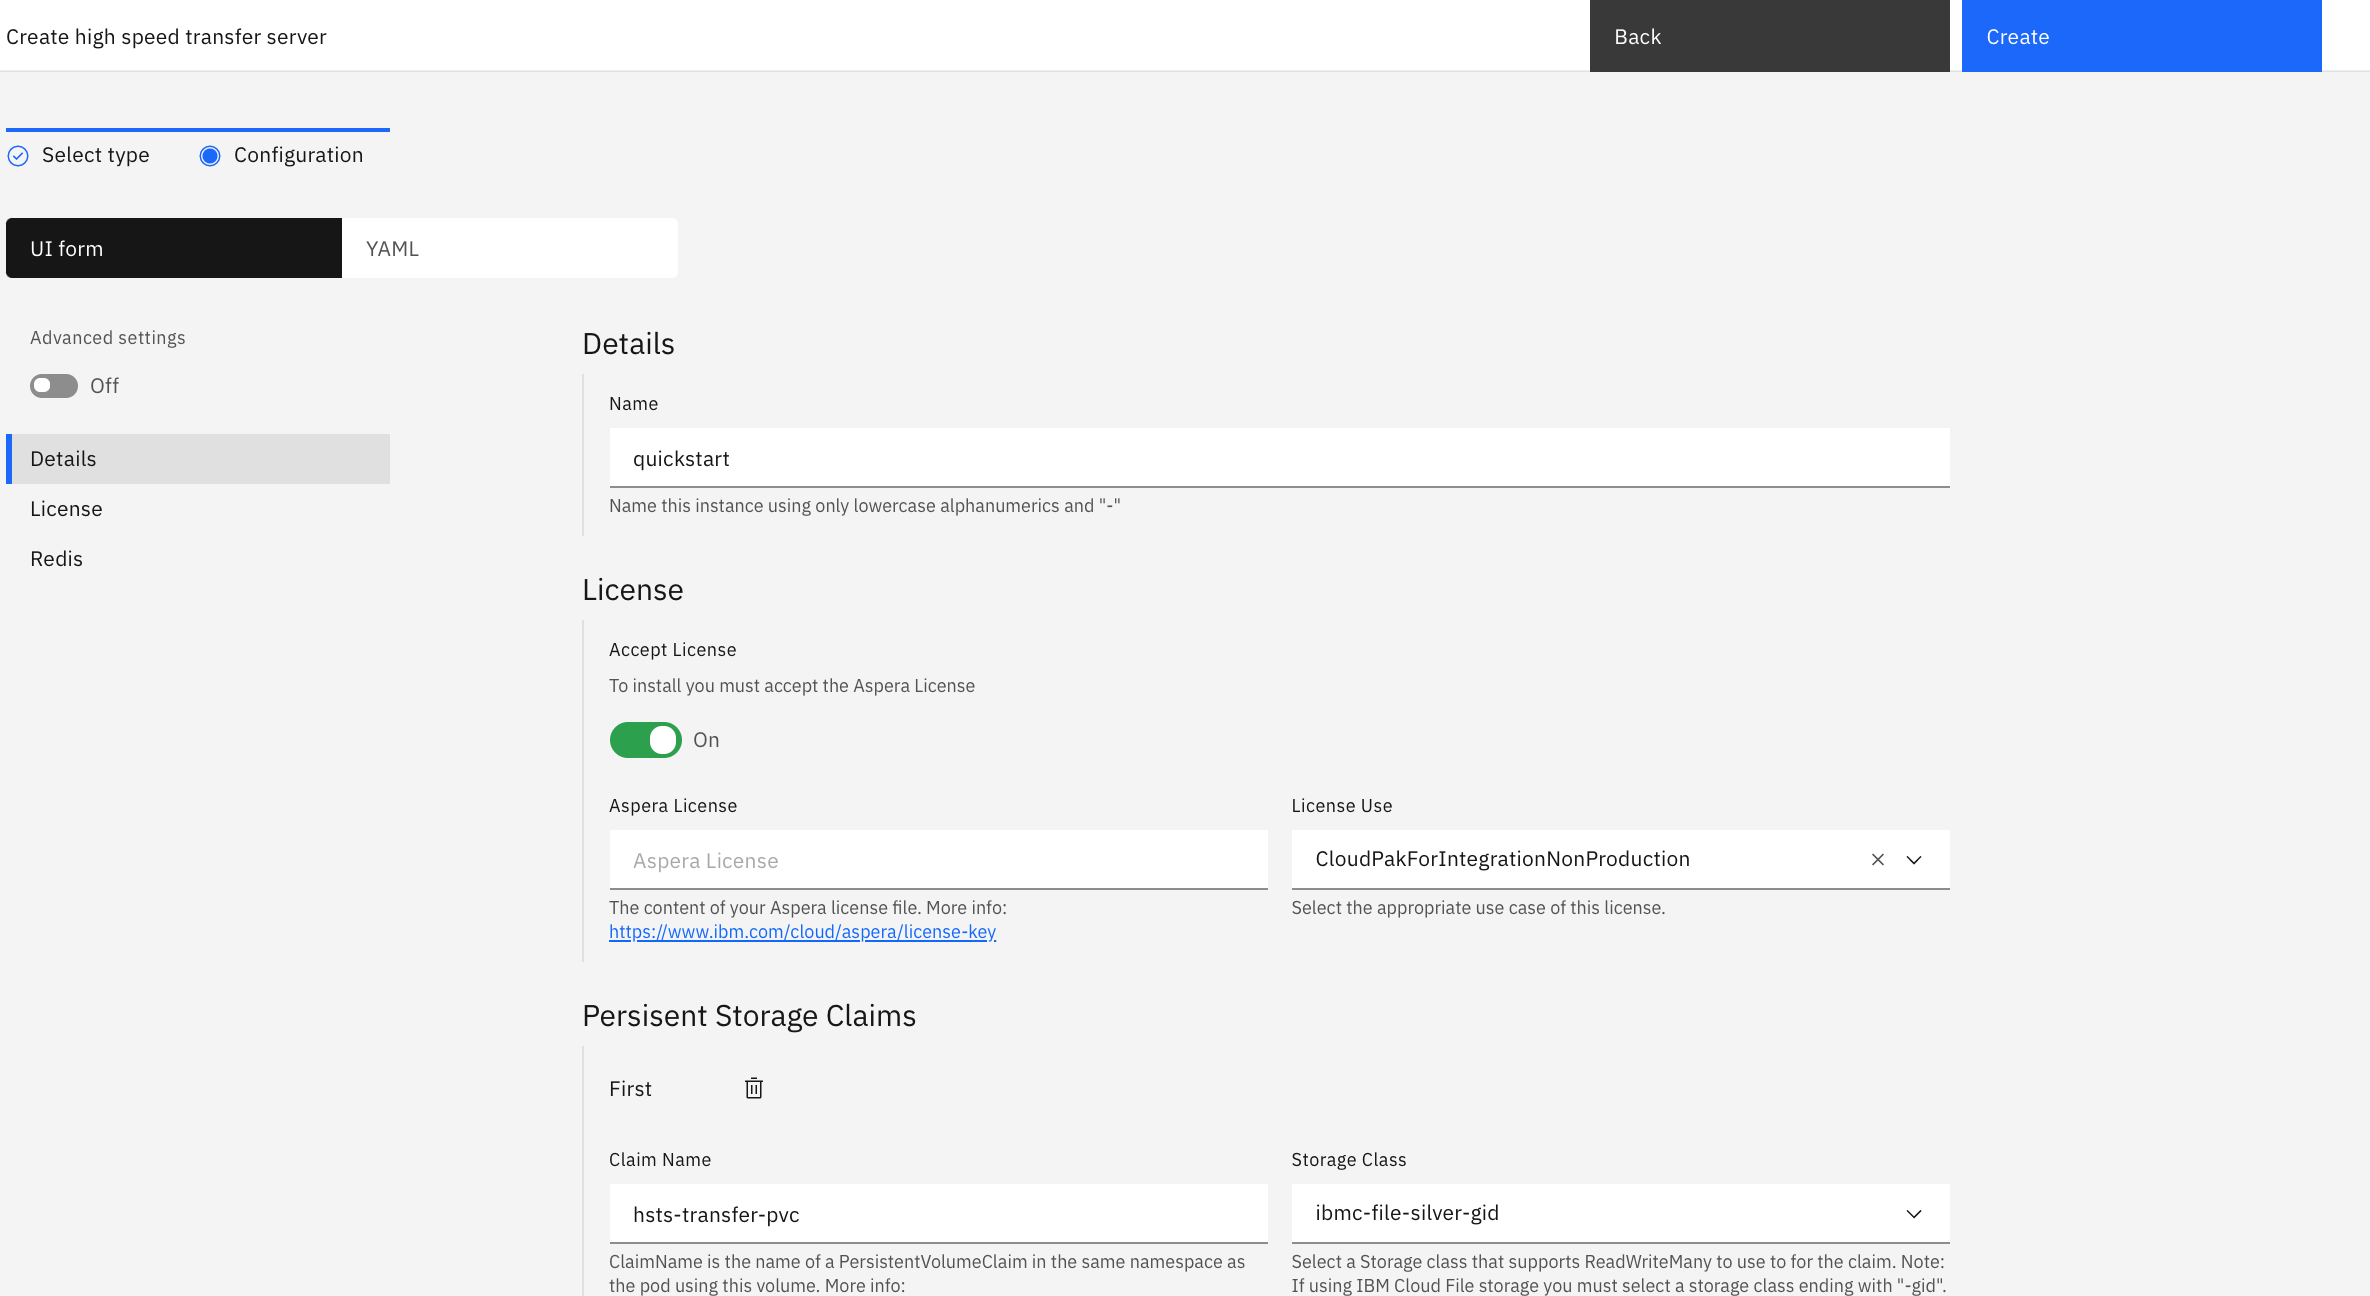 Create high speed transfer server
Back
Create
Select type
Configuration
UI form
YAML
Advanced settings
Off
Details
License
Redis
Details
Name
quickstart
Name this instance using only lowercase alphanumerics and "-"
License
Accept License
To install you must accept the Aspera License
On
Aspera License
Aspera License
The content of your Aspera license file. More info:
https://www.ibm.com/cloud/aspera/license-key
License Use
CloudPakForIntegrationNonProduction
Select the appropriate use case of this license.
Persisent Storage Claims
First
Claim Name
hsts-transfer-pvc
ClaimName is the name of a PersistentVolumeClaim in the same namespace as
the pod using this volume. More info:
Storage Class
ibmc-file-silver-gid
Select a Storage class that supports ReadWriteMany to use to for the claim. Note:
If using IBM Cloud File storage you must select a storage class ending with "-gid".